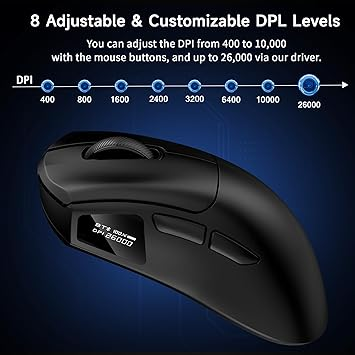 8 Adjustable & Customizable DPL Levels
You can adjust the DPI from 400 to 10,000
with the mouse buttons, and up to 26,000 via our driver.
DPI
400 800 1600 2400 3200 6400 10000 26000
100%
DPI 26000